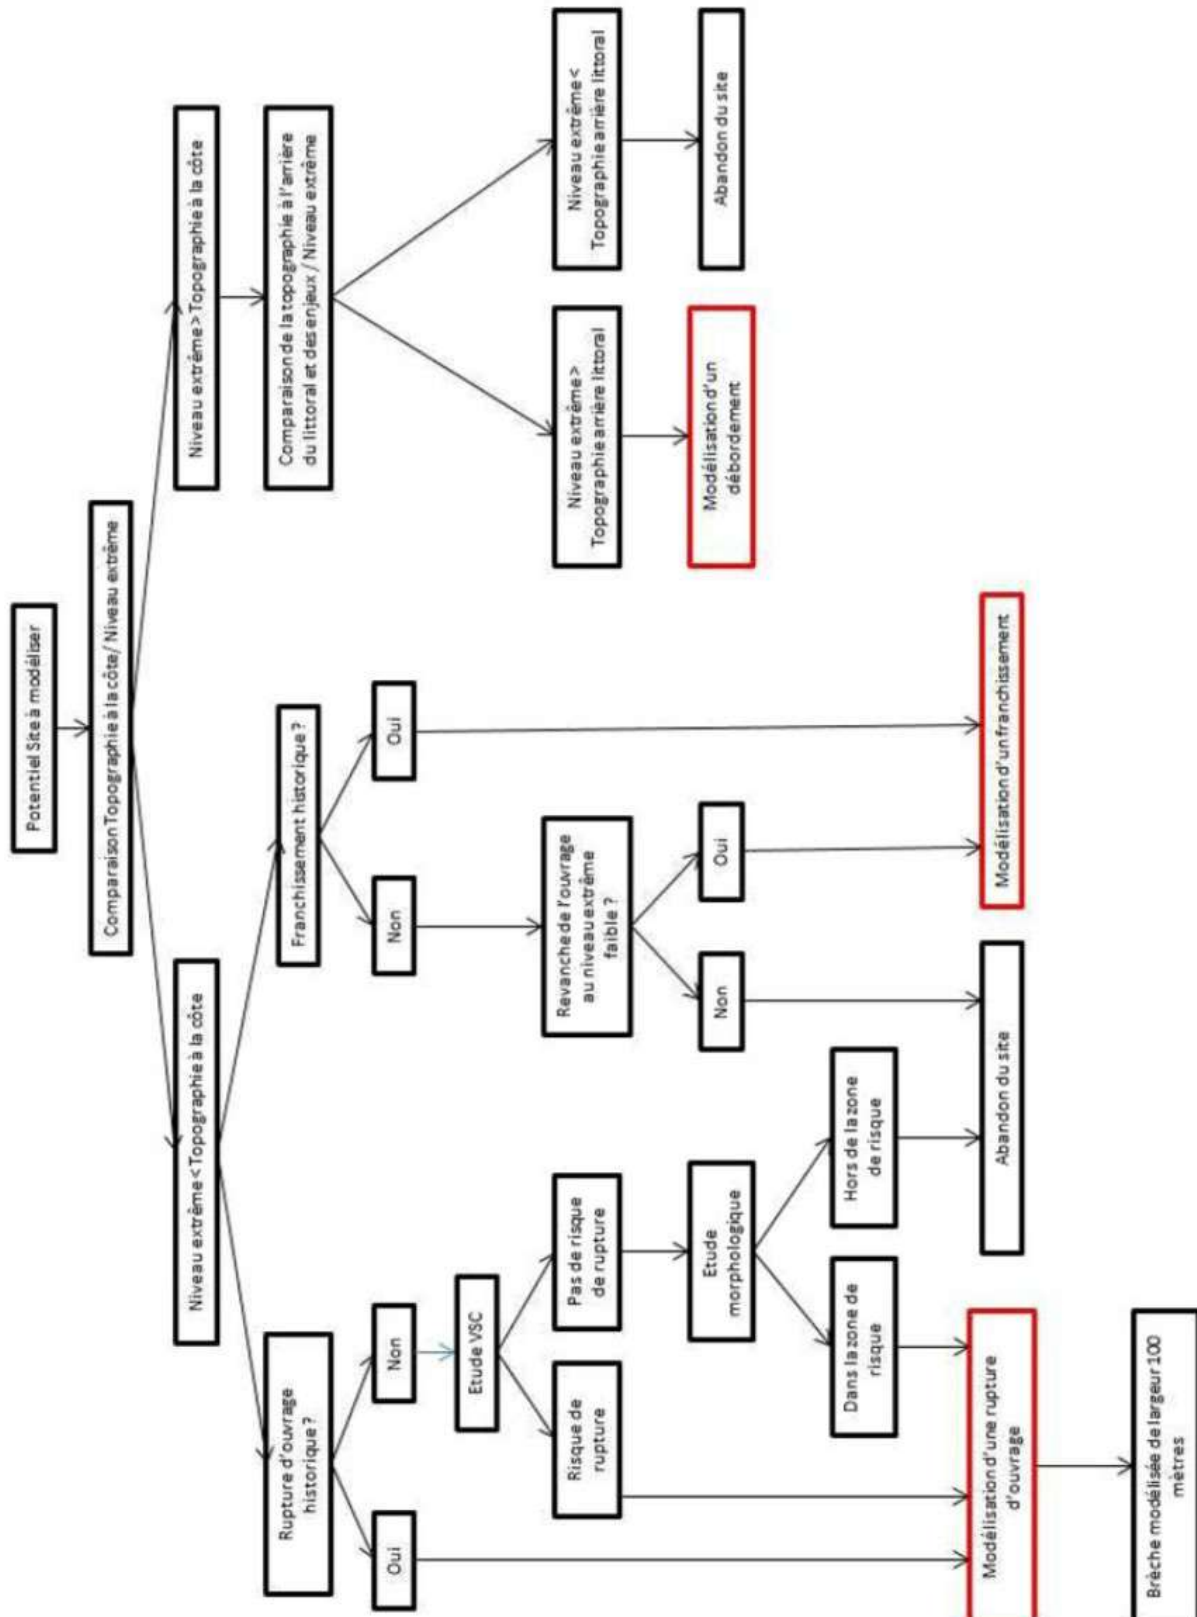 Potentiel Site à modéliser
Comparaison Topographie à la côte/ Niveau extrême
Niveau extrême < Topographie à la côte
Niveau extrême > Topographie à la côte
Rupture d'ouvrage
historique ?
Franchissement historique ?
Comparaison de la topographie à l'arrière
du littoral et des enjeux / Niveau extrême
Oui
Non
Non
Oui
Etude VSC
Risque de
rupture
Pas de risque
de rupture
Revanche de l'ouvrage
au niveau extrême
faible ?
Niveau extrême >
Topographie arrière littoral
Niveau extrême <
Topographie arrière littoral
Etude
morphologique
Non
Oui
Modélisation d'un
débordement
Abandon du site
Dans la zone de
risque
Hors de la zone
de risque
Modélisation d'une rupture
d'ouvrage
Abandon du site
Modélisation d'un franchissement
Brèche modélisée de largeur 100
mètres